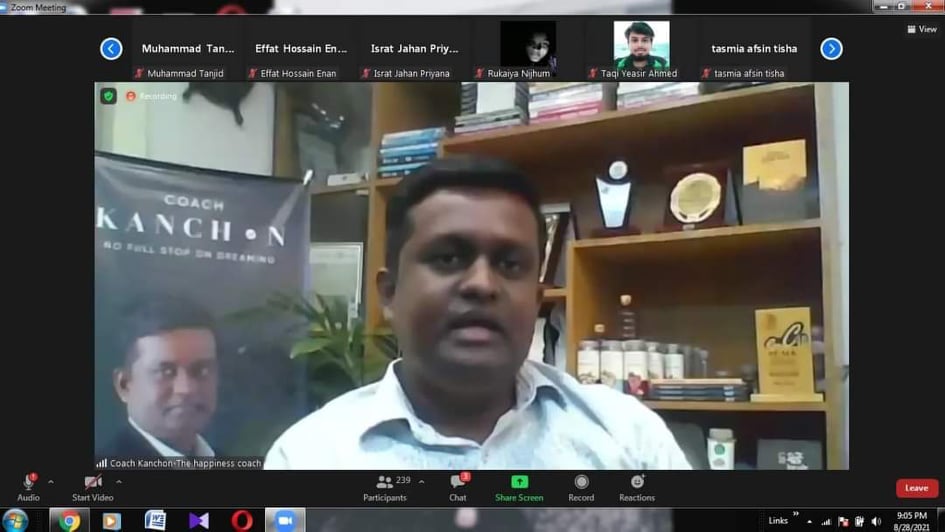 Zoom Meeting
View
Muhammad Tan...
Effat Hossain En...
Israt Jahan Priy...
tasmia afsin tisha
Muhammad Tanjid
Effat Hossain Enan
Israt Jahan Priyana
Rukaiya Nijhum
Taqi Yeasir Ahmed
tasmia afsin tisha
Recording
COACH
KANCH•N
NO FULL STOP ON DREAMING
Coach Kanchon-The happiness coach
Audio
Start Video
239
Participants
3
Chat
Share Screen
Record
Reactions
Leave
Links
9:05 PM
8/28/2021